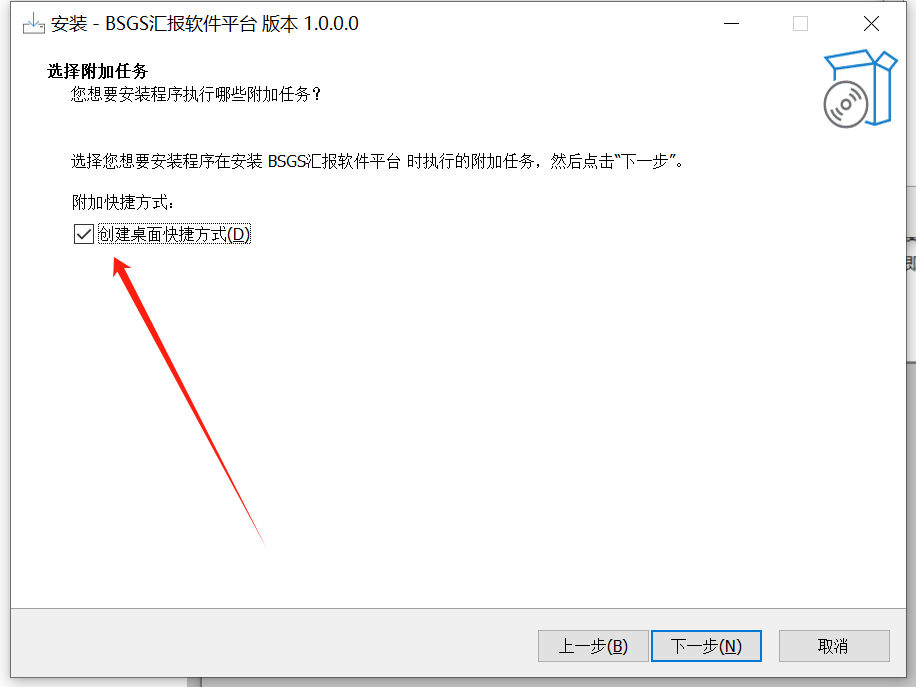 安装 - BSGS汇报软件平台 版本 1.0.0.0
选择附加任务
您想要安装程序执行哪些附加任务？
选择您想要安装程序在安装 BSGS汇报软件平台 时执行的附加任务，然后点击“下一步”。
附加快捷方式：
创建桌面快捷方式(D)
即
上一步(B)
下一步(N)
取消